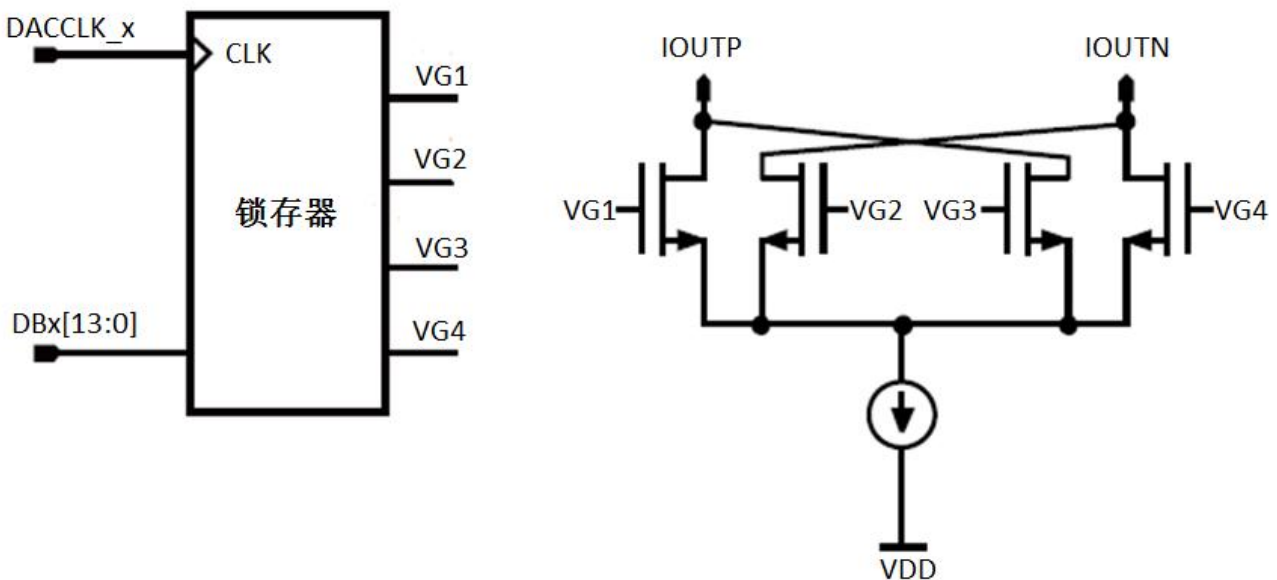 DACCLK_x
CLK
VG1
VG2
锁存器
VG3
DBx[13:0]
VG4
IOUTP
IOUTN
VG1
VG2
VG3
VG4
VDD